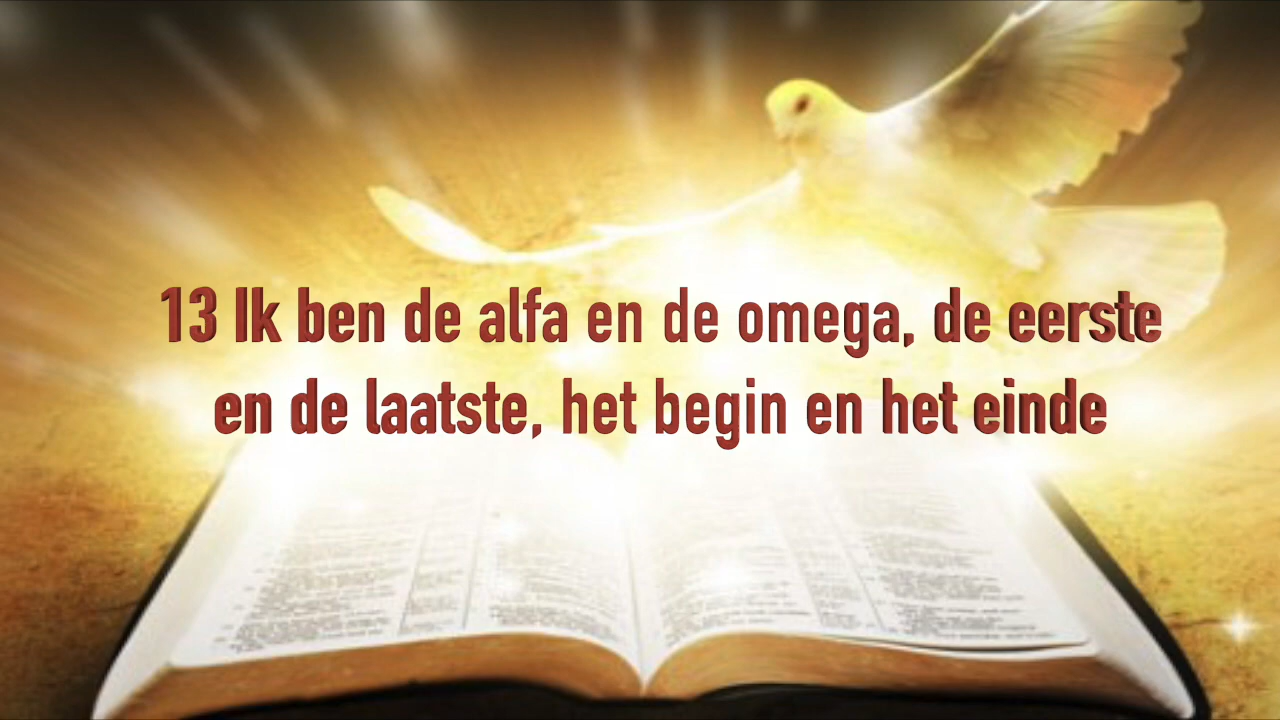 13 Ik ben de alfa en de omega, de eerste
en de laatste, het begin en het einde